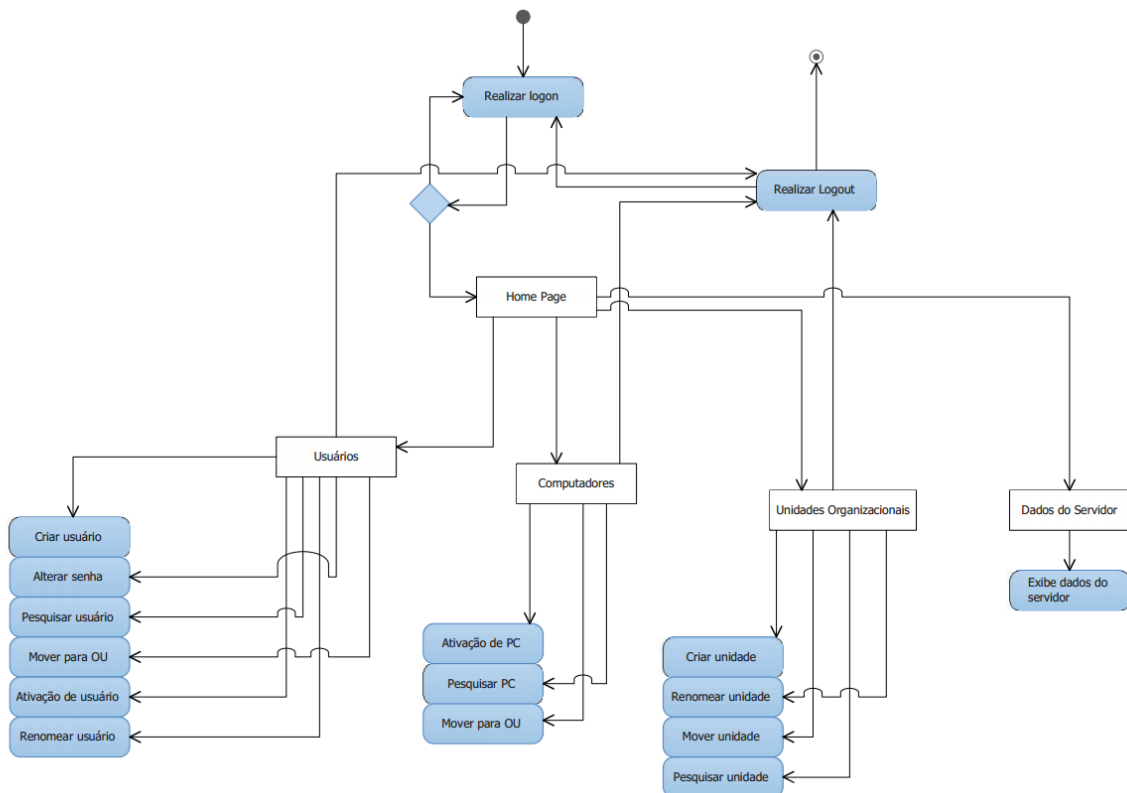 Realizar logon
Realizar Logout
Home Page
Usuários
Computadores
Unidades Organizacionais
Dados do Servidor
Criar usuário
Alterar senha
Pesquisar usuário
Mover para OU
Ativação de usuário
Renomear usuário
Ativação de PC
Pesquisar PC
Mover para OU
Criar unidade
Renomear unidade
Mover unidade
Pesquisar unidade
Exibe dados do
servidor